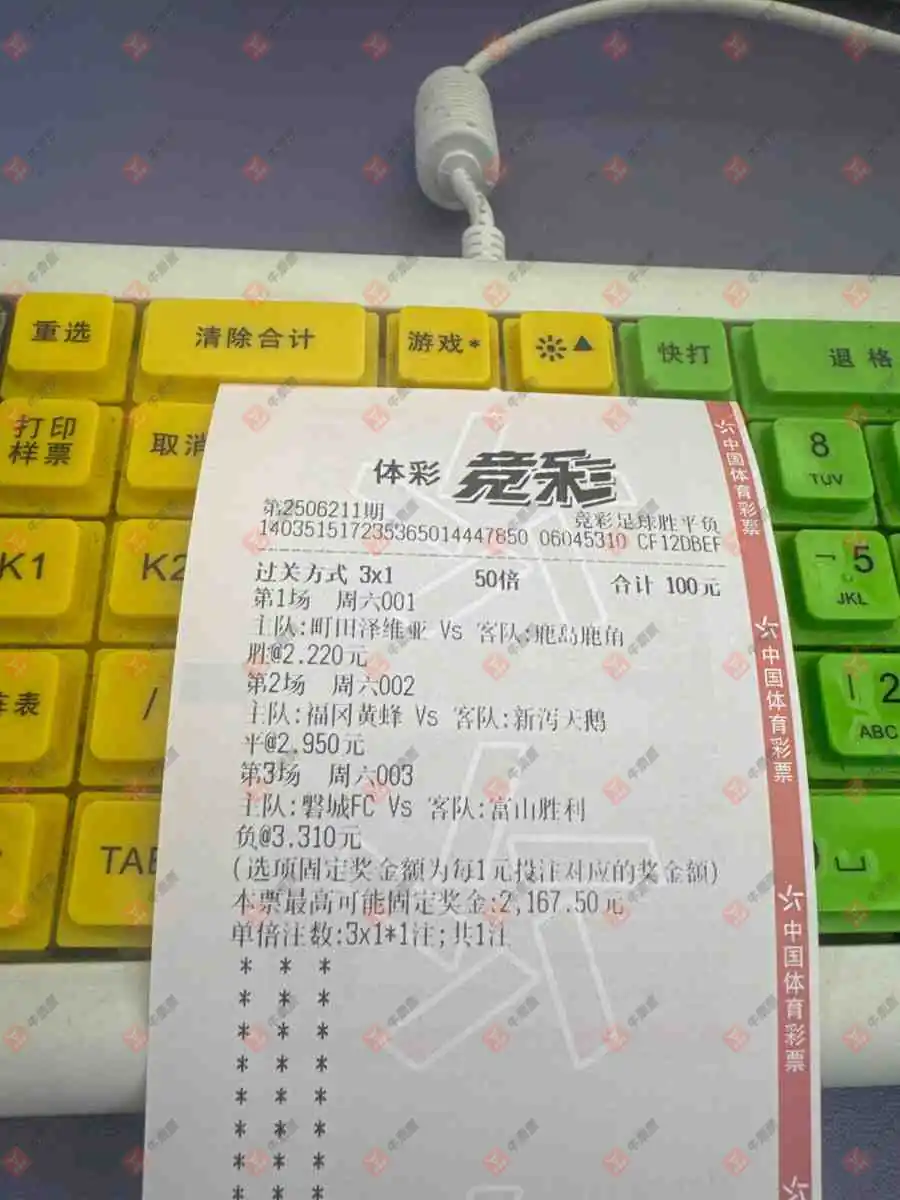 重选
清除合计
游戏*
快打
退格
打印
样票
取消
8
TUV
K1
K2
5
JKL
/
2
ABC
TAB
体彩 竞彩
第2506211期 竞彩足球胜平负
140351517235365014447850 06045310 CF12DBEF
过关方式 3x1 50倍 合计 100元
第1场 周六001
主队:町田泽维亚 Vs 客队:鹿岛鹿角
胜@2.220元
第2场 周六002
主队:福冈黄蜂 Vs 客队:新泻天鹅
平@2.950元
第3场 周六003
主队:磐城FC Vs 客队:富山胜利
负@3.310元
(选项固定奖金额为每1元投注对应的奖金额)
本票最高可能固定奖金:2,167.50元
单倍注数:3x1*1注;共1注
* * *
* * *
* * *
* * *
* * *
* * *
* * *
* * *
中国体育彩票
中国体育彩票
中国体育彩票